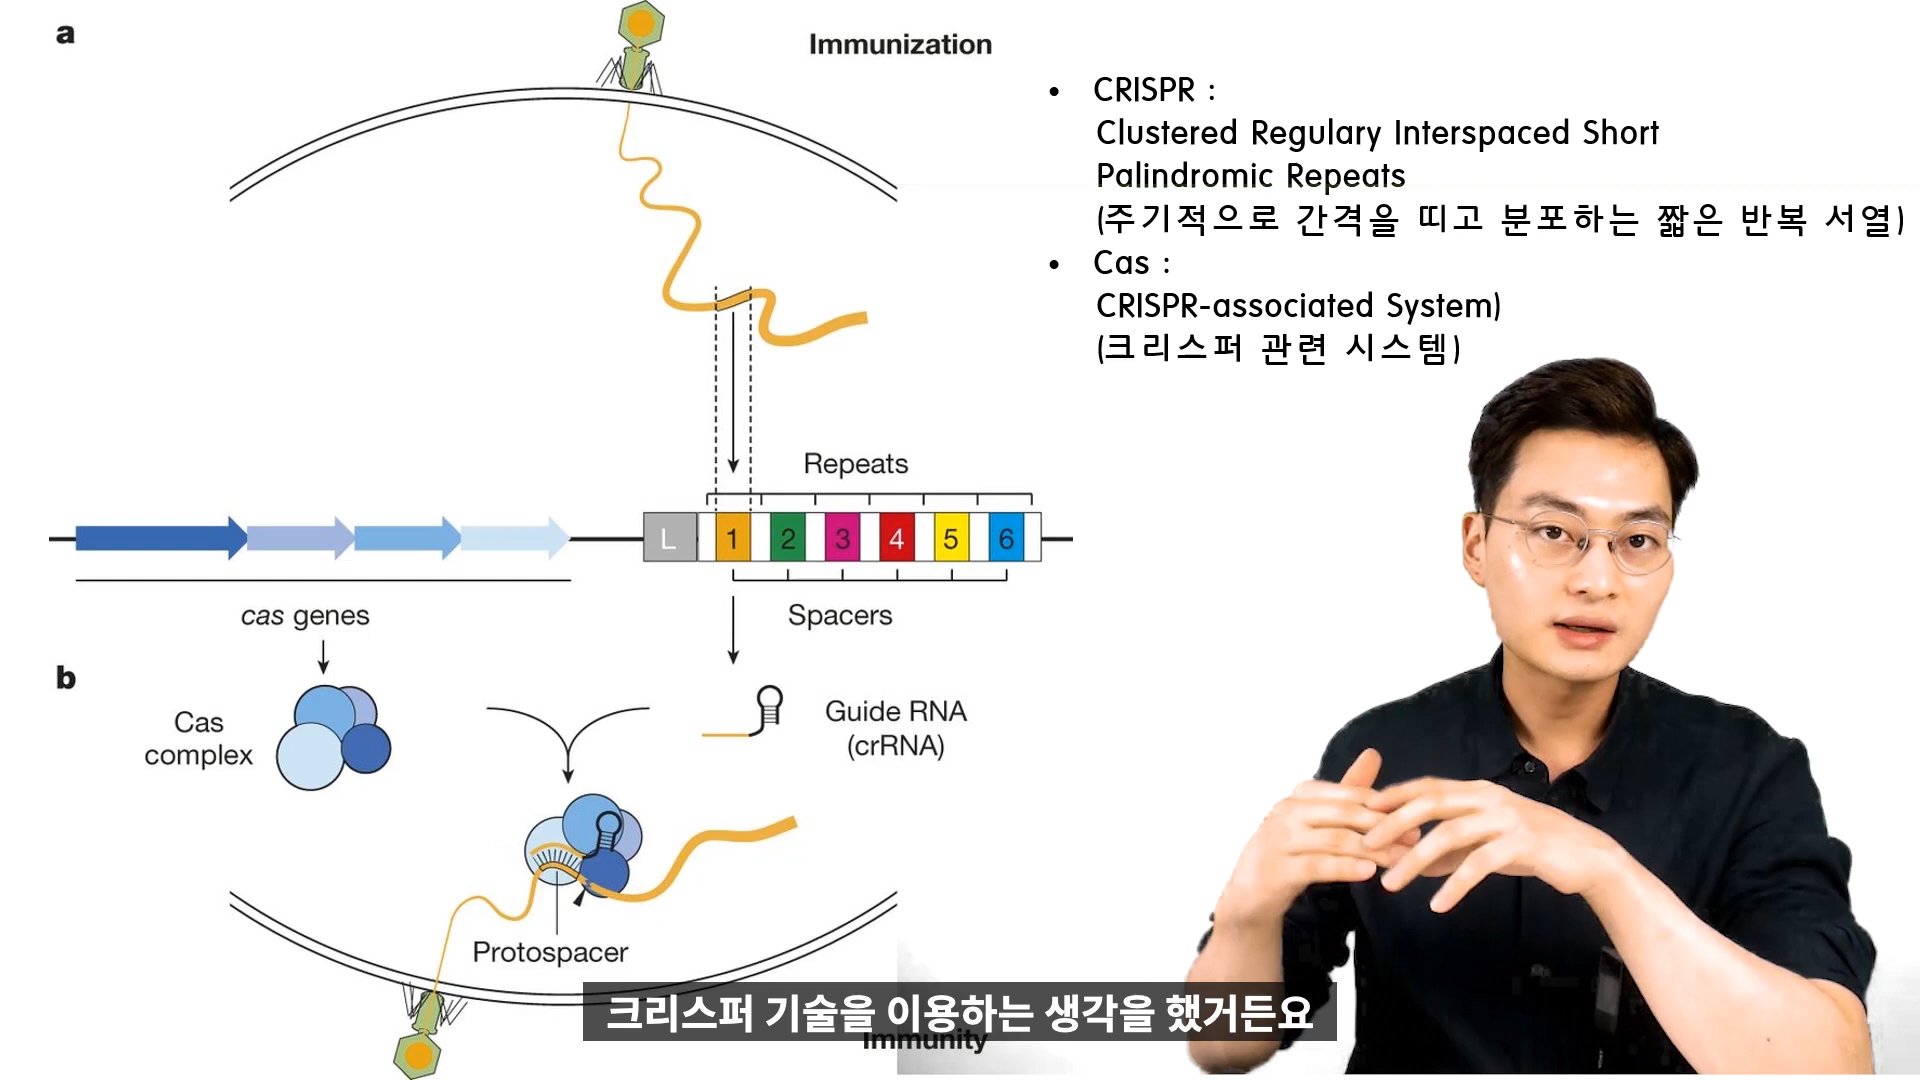 a
Immunization
• CRISPR :
Clustered Regulary Interspaced Short
Palindromic Repeats
(주기적으로 간격을 띠고 분포하는 짧은 반복 서열)
• Cas :
CRISPR-associated System)
(크리스퍼 관련 시스템)
Repeats
L 1 2 3 4 5 6
cas genes
Spacers
b
Cas
complex
Guide RNA
(crRNA)
Protospacer
크리스퍼 기술을 이용하는 생각을 했거든요
Immunity